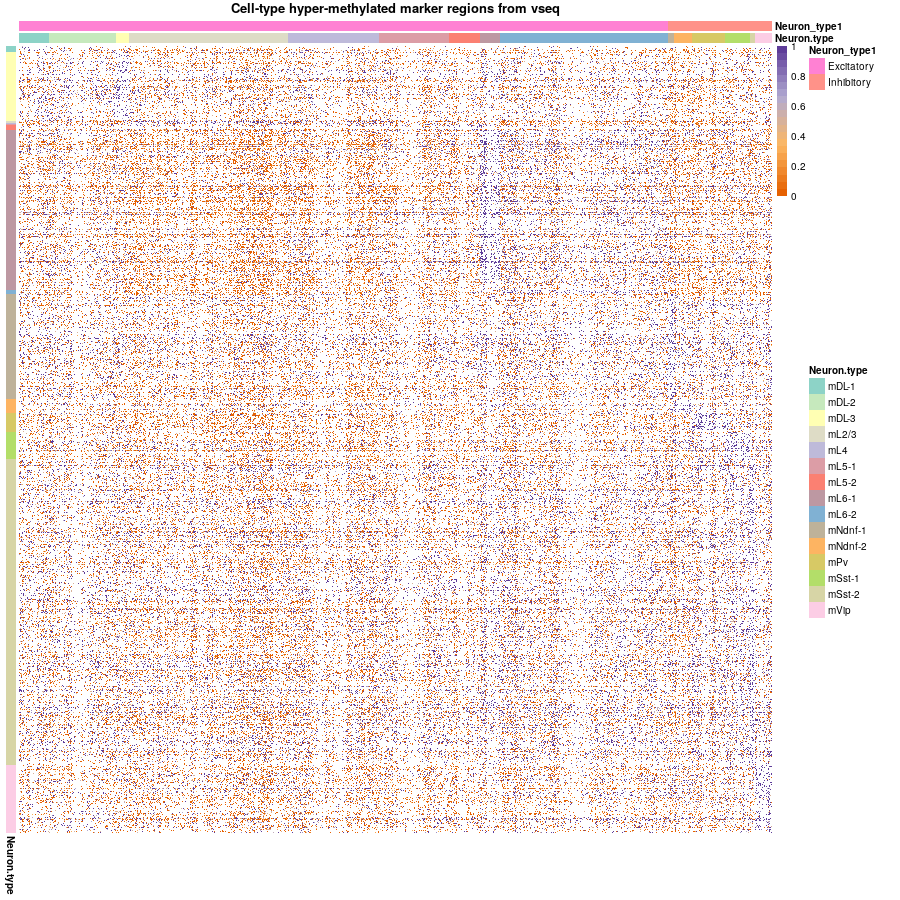 Cell-type hyper-methylated marker regions from vseq
Neuron_type1
Neuron.type
1
0.8
0.6
0.4
0.2
0
Neuron_type1
Excitatory
Inhibitory
Neuron.type
mDL-1
mDL-2
mDL-3
mL2/3
mL4
mL5-1
mL5-2
mL6-1
mL6-2
mNdnf-1
mNdnf-2
mPv
mSst-1
mSst-2
mVip
Neuron.type